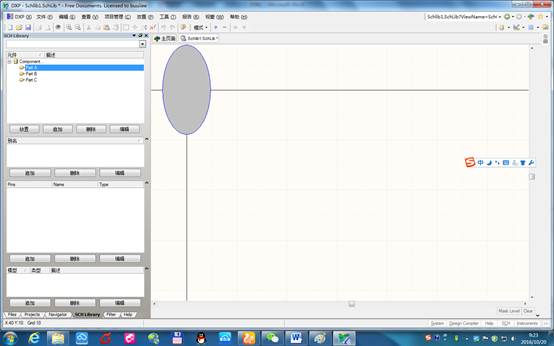 DXP - Schlib1.SchLib * - Free Documents. Licensed to buulaw
DXP (X) 文件 (F) 编辑 (E) 查看 (V) 项目管理 (C) 放置 (P) 工具 (T) 报告 (R) 视窗 (W) 帮助 (H)
Schlib1.SchLib?ViewName=Sch
模式
SCH Library
主页面 Schlib1.SchLib *
元件 描述
Component
Part A
Part B
Part C
放置 追加 删除 编辑
别名
追加 删除 编辑
Pins Name Type
追加 删除 编辑
模型 类型 描述
追加 删除 编辑
中
Files Projects Navigator SCH Library Filter Help
Mask Level Clear
X:40 Y:10 Grid:10
System Design Compiler Help SCH Instruments
9:23
2016/10/20